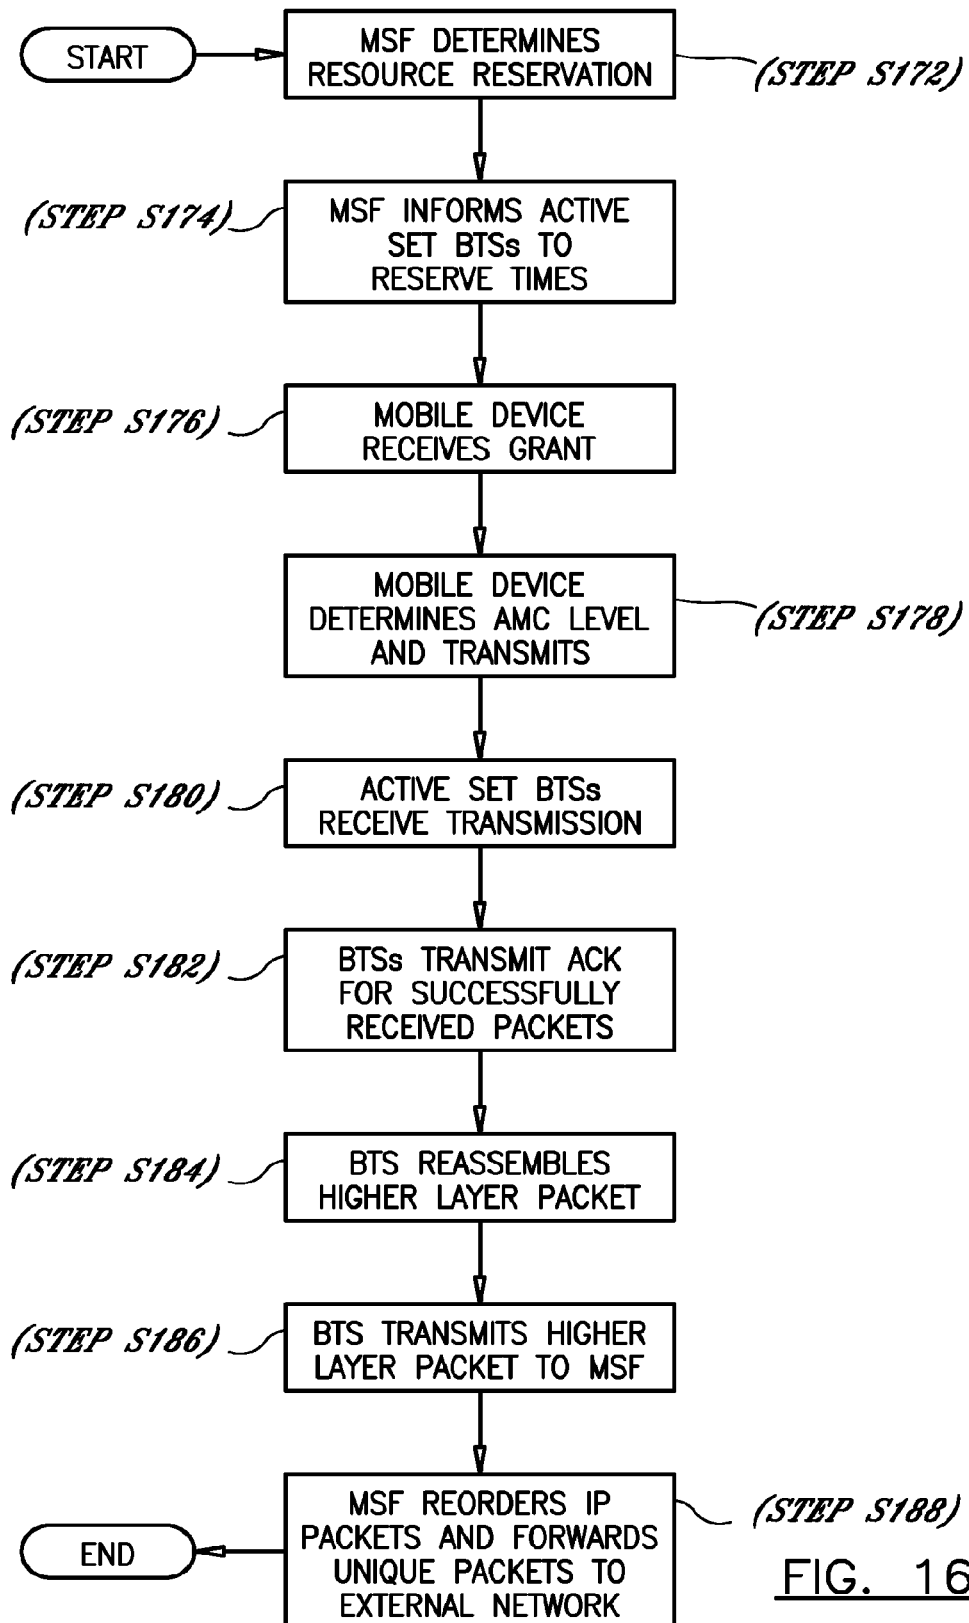 START
MSF DETERMINES
RESOURCE RESERVATION
(STEP S172)
(STEP S174)
MSF INFORMS ACTIVE
SET BTSs TO
RESERVE TIMES
(STEP S176)
MOBILE DEVICE
RECEIVES GRANT
MOBILE DEVICE
DETERMINES AMC LEVEL
AND TRANSMITS
(STEP S178)
(STEP S180)
ACTIVE SET BTSs
RECEIVE TRANSMISSION
(STEP S182)
BTSs TRANSMIT ACK
FOR SUCCESSFULLY
RECEIVED PACKETS
(STEP S184)
BTS REASSEMBLES
HIGHER LAYER PACKET
(STEP S186)
BTS TRANSMITS HIGHER
LAYER PACKET TO MSF
MSF REORDERS IP
PACKETS AND FORWARDS
UNIQUE PACKETS TO
EXTERNAL NETWORK
(STEP S188)
END
FIG. 16